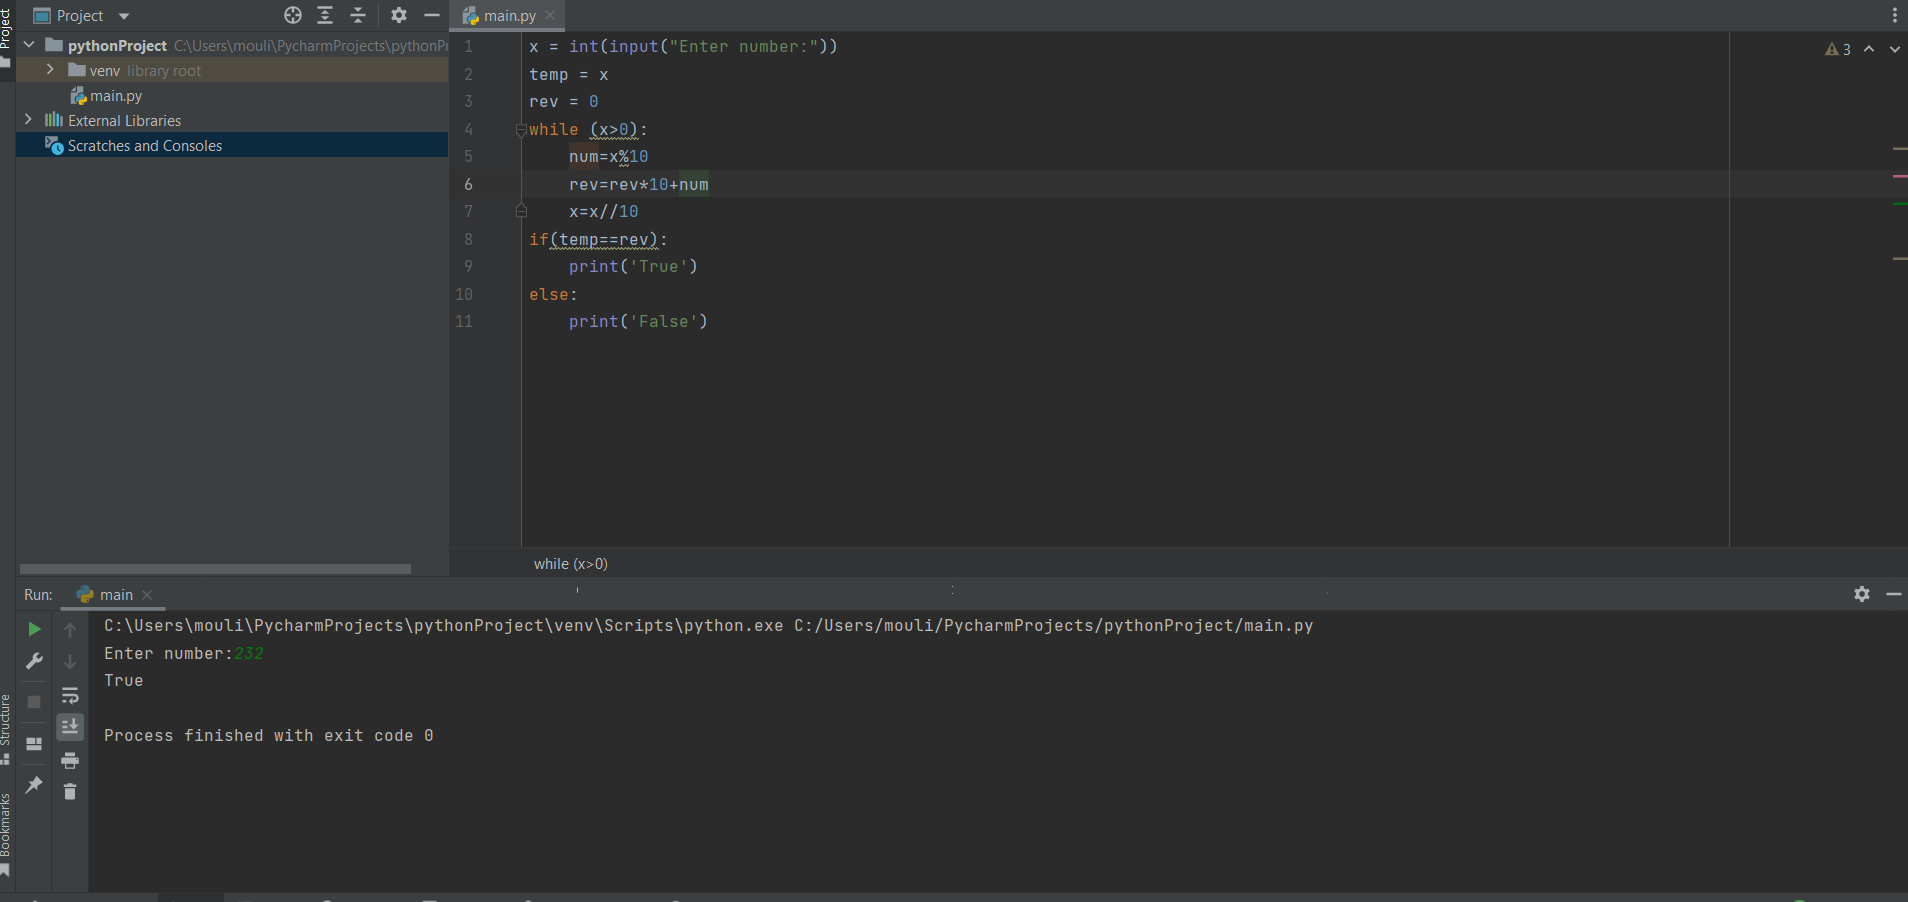 Project
Project
main.py
pythonProject C:\Users\mouli\PycharmProjects\pythonPr
venv library root
main.py
External Libraries
Scratches and Consoles
1 x = int(input("Enter number:"))
2 temp = x
3 rev = 0
4 while (x>0):
5 num=x%10
6 rev=rev*10+num
7 x=x//10
8 if(temp==rev):
9 print('True')
10 else:
11 print('False')
3
while (x>0)
Run: main
C:\Users\mouli\PycharmProjects\pythonProject\venv\Scripts\python.exe C:/Users/mouli/PycharmProjects/pythonProject/main.py
Enter number:232
True
Process finished with exit code 0
Structure
Bookmarks